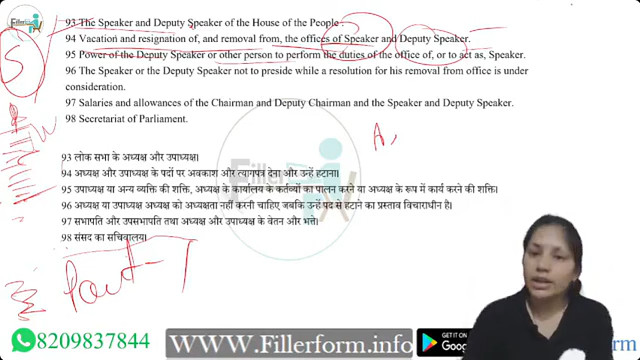 Fillerform
93 The Speaker and Deputy Speaker of the House of the People.
94 Vacation and resignation of, and removal from, the offices of Speaker and Deputy Speaker.
95 Power of the Deputy Speaker or other person to perform the duties of the office of, or to act as, Speaker.
96 The Speaker or the Deputy Speaker not to preside while a resolution for his removal from office is under
consideration.
97 Salaries and allowances of the Chairman and Deputy Chairman and the Speaker and Deputy Speaker.
98 Secretariat of Parliament.
93 लोक सभा के अध्यक्ष और उपाध्यक्ष।
94 अध्यक्ष और उपाध्यक्ष के पदों पर अवकाश और त्यागपत्र देना और उन्हें हटाना।
95 उपाध्यक्ष या अन्य व्यक्ति की शक्ति, अध्यक्ष के कार्यालय के कर्तव्यों का पालन करने या अध्यक्ष के रूप में कार्य करने की शक्ति।
96 अध्यक्ष या उपाध्यक्ष अध्यक्ष को अध्यक्षता नहीं करनी चाहिए जबकि उन्हें पद से हटाने का प्रस्ताव विचाराधीन है।
97 सभापति और उपसभापति तथा अध्यक्ष और उपाध्यक्ष के वेतन और भत्ते।
98 संसद का सचिवालय।
Part-1
8209837844
WWW.Fillerform.info
GET IT ON